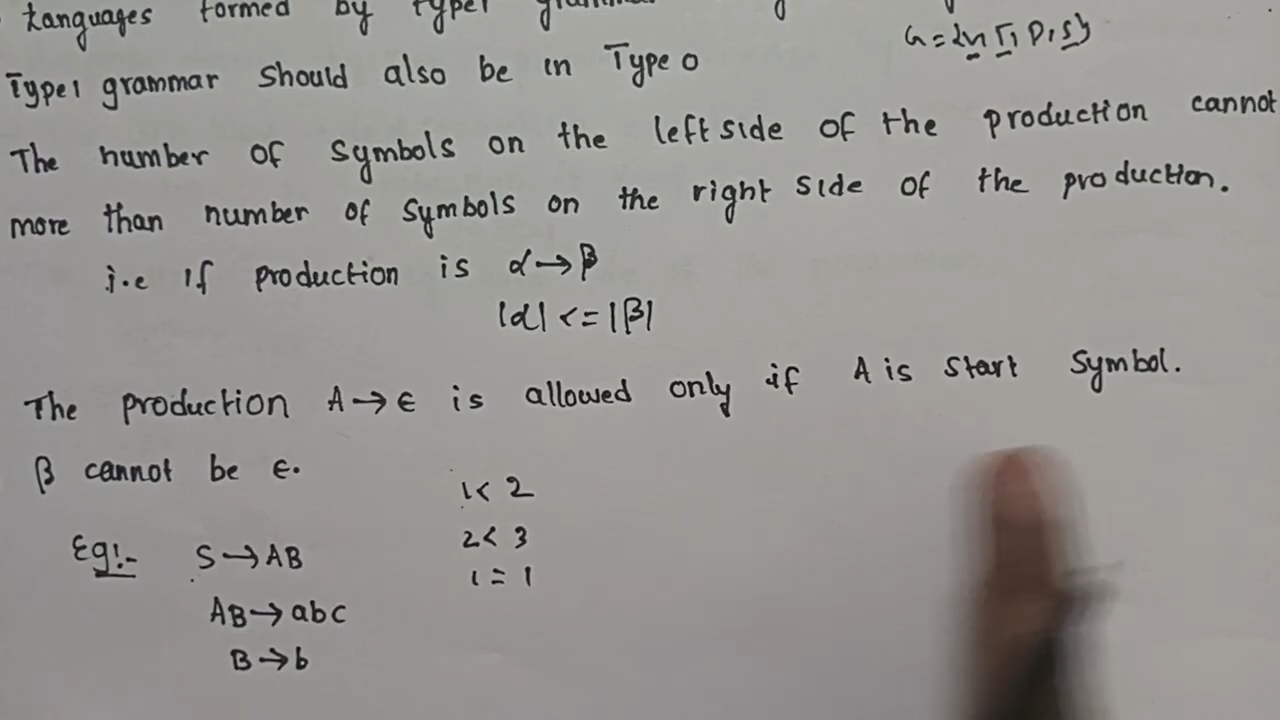 Languages formed by type1
G = {V, T, P, S}
Type1 grammar should also be in Type 0
The number of symbols on the left side of the production cannot
more than number of symbols on the right side of the production.
i.e if production is α→β
|α| <= |β|
The production A→ϵ is allowed only if A is start symbol.
β cannot be ϵ.
1 < 2
2 < 3
Eg!- S→AB
1 = 1
AB→abc
B→b